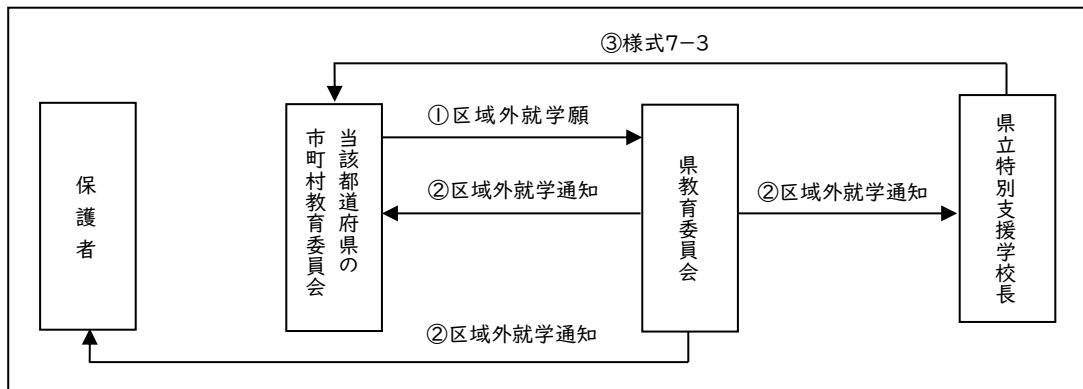 ③様式7-3
①区域外就学願
②区域外就学通知
②区域外就学通知
②区域外就学通知
保護者
当該都道府県の
市町村教育委員会
県教育委員会
県立特別支援学校長